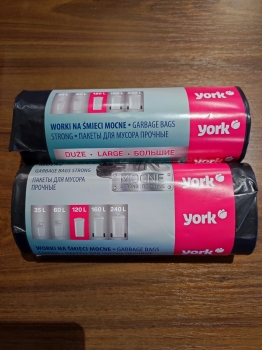 york
WORKI NA ŚMIECI MOCNE • GARBAGE BAGS
STRONG • ПАКЕТЫ ДЛЯ МУСОРА ПРОЧНЫЕ
york
DUŻE • LARGE • БОЛЬШИЕ
GARBAGE BAGS STRONG
ПАКЕТЫ ДЛЯ МУСОРА
ПРОЧНЫЕ
york
35 L 60 L 120 L 160 L 240 L
WORKI NA ŚMIECI MOCNE • GARBAGE BAGS
york